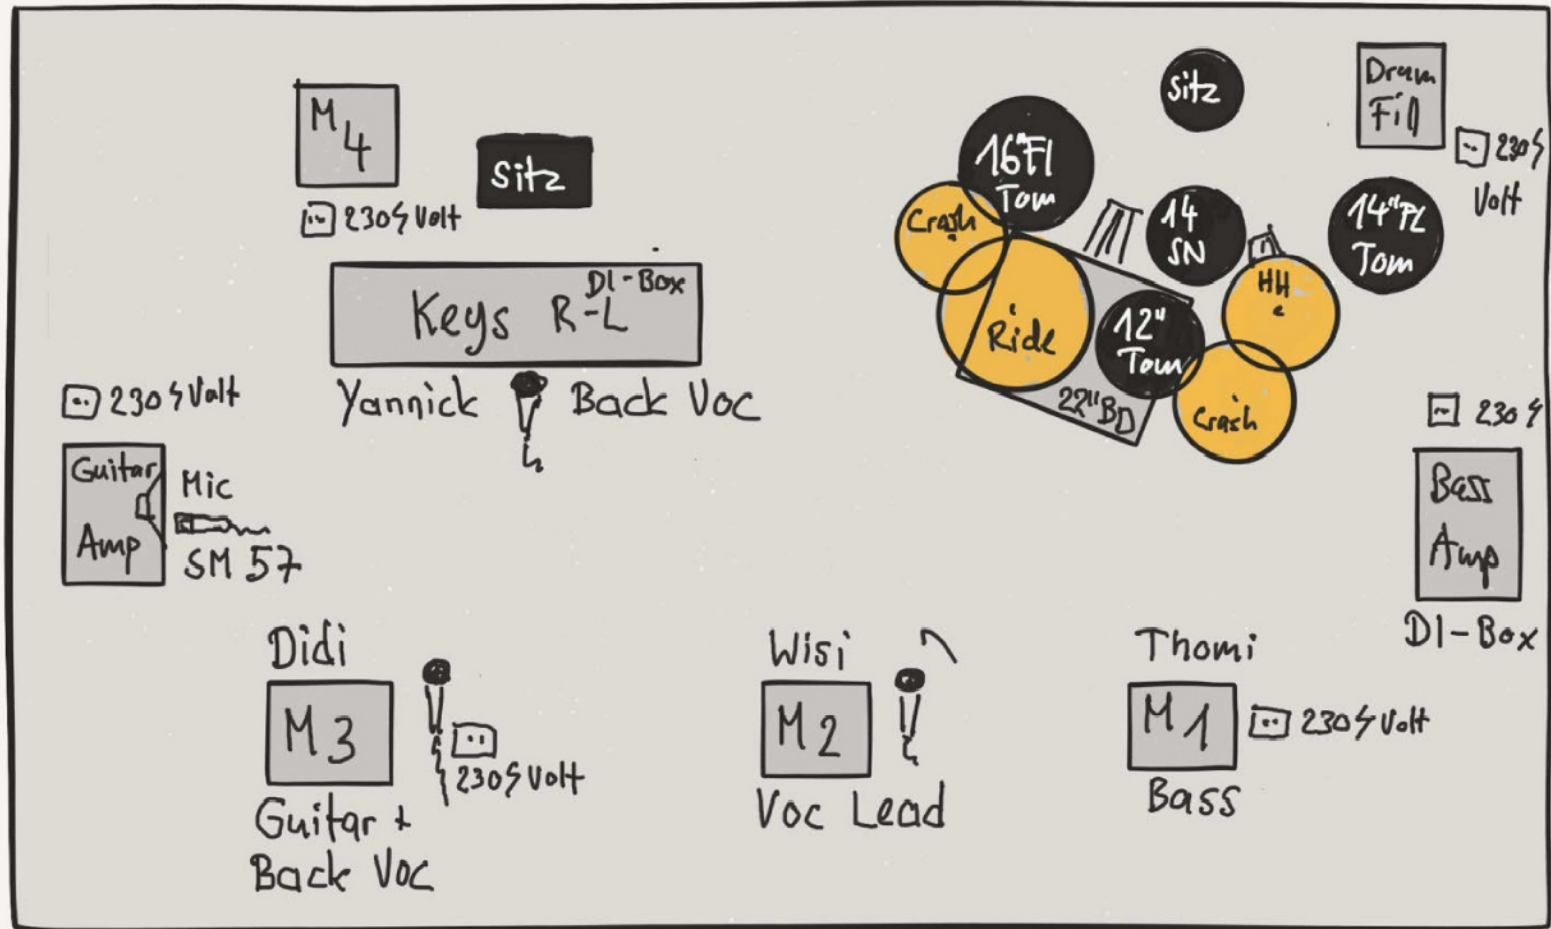 M4
Sitz
230 Volt
Keys R-L
DI-Box
Yannick
Back Voc
230 Volt
Guitar
Amp
Mic
SM 57
Sitz
Drum
Fill
230
Volt
16" Fl
Tom
Crash
14
SN
14" Fl
Tom
HH
Ride
12"
Tom
22" BD
Crash
230
Bass
Amp
DI-Box
Didi
M3
230 Volt
Guitar +
Back Voc
Wisi
M2
Voc Lead
Thomi
M1
230 Volt
Bass